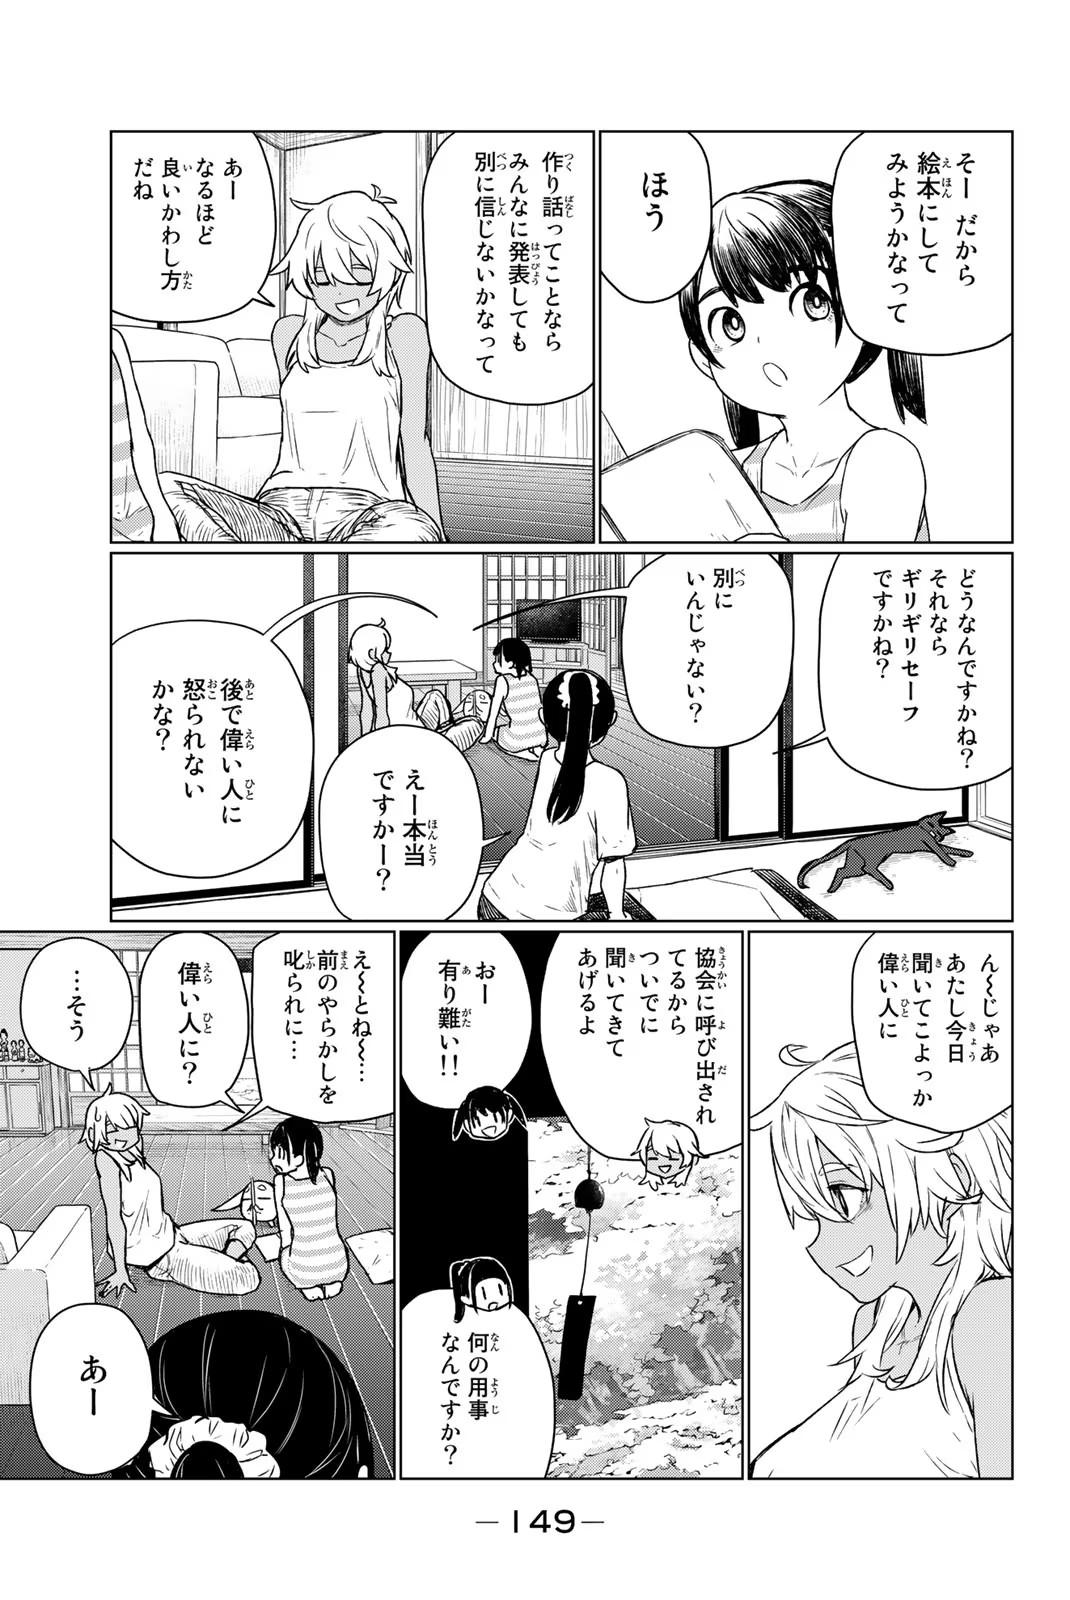 そー だから
絵本にして
みようかなって
ほう
作り話ってことなら
みんなに発表しても
別に信じないかなって
あー
なるほど
良いかわし方
だね
どうなんですかね?
それなら
ギリギリセーフ
ですかね?
別に
いんじゃない?
えー本当
ですかー?
後で偉い人に
怒られない
かな?
ん〜じゃあ
あたし今日
聞いてこよっか
偉い人に
協会に呼び出され
てるから
ついでに
聞いてきて
あげるよ
おー
有り難い!!
何の用事
なんですか?
え〜とね〜…
前のやらかしを
叱られに…
偉い人に?
…そう
あー
—149—